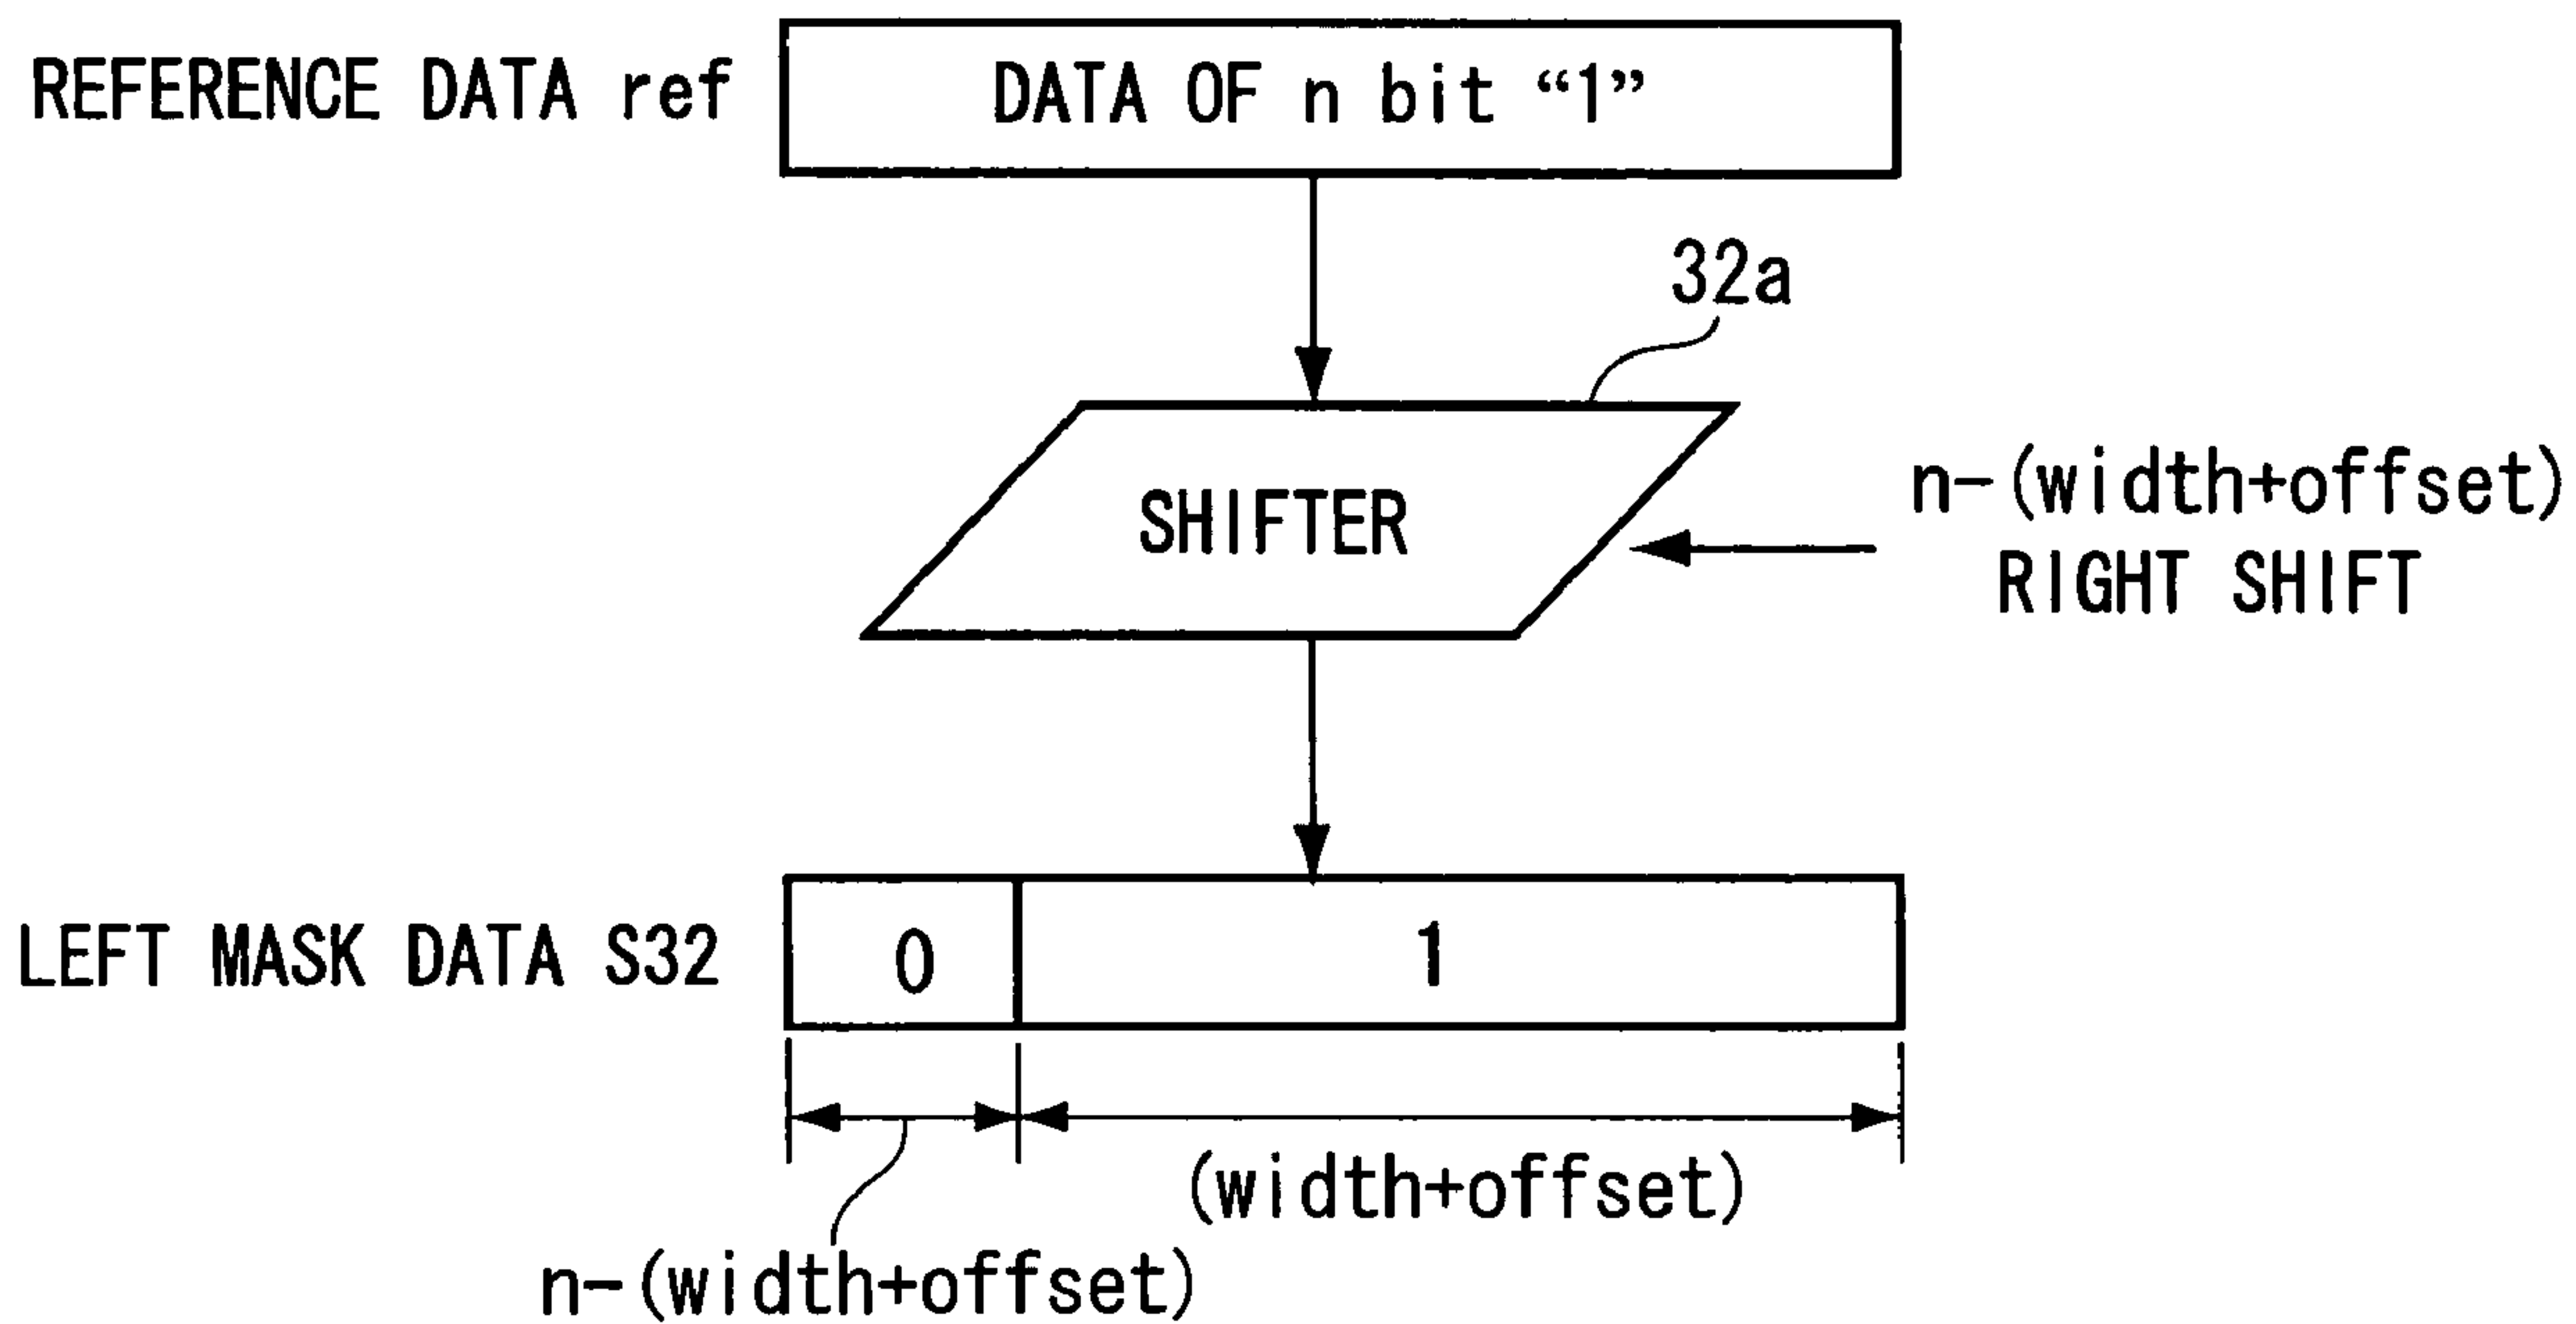 REFERENCE DATA ref
DATA OF n bit “1”
32a
SHIFTER
n-(width+offset)
RIGHT SHIFT
LEFT MASK DATA S32
0
1
(width+offset)
n-(width+offset)